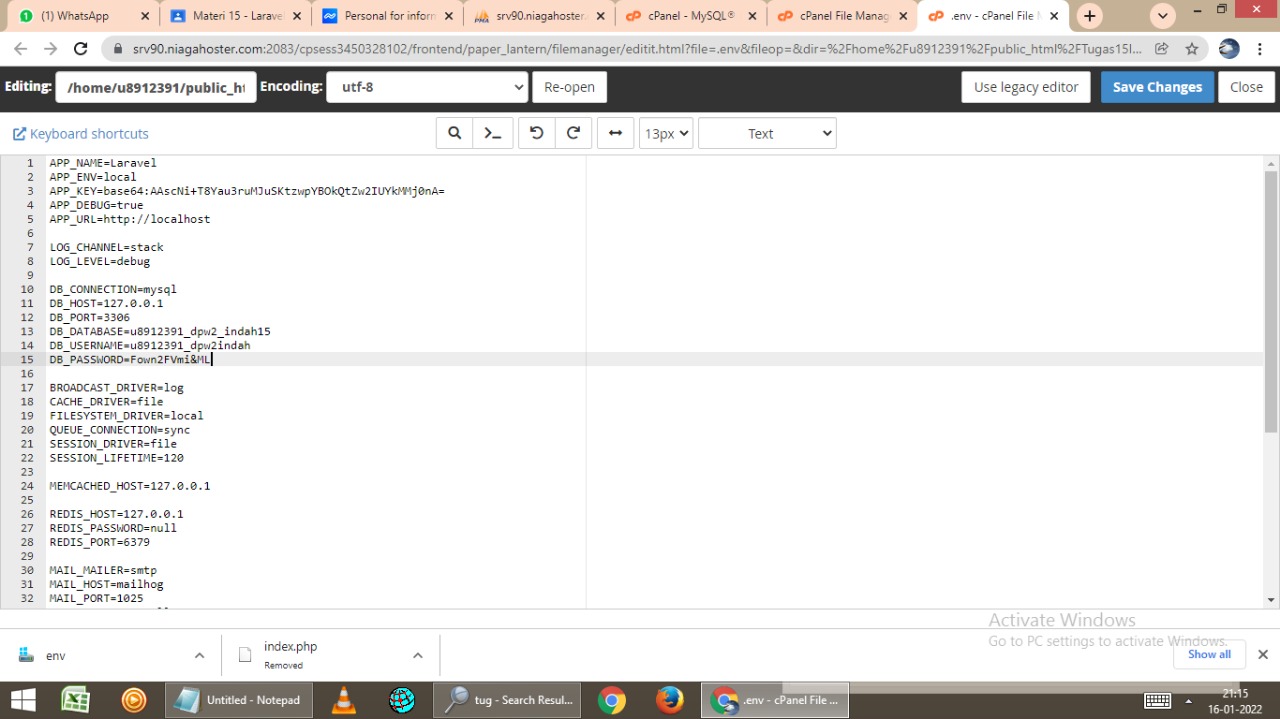 (1) WhatsApp
Materi 15 - Larave
Personal for inform
srv90.niagahoster.
cPanel - MySQL®
cPanel File Manag
.env - cPanel File M
srv90.niagahoster.com:2083/cpsess3450328102/frontend/paper_lantern/filemanager/editit.html?file=.env&fileop=&dir=%2Fhome%2Fu8912391%2Fpublic_html%2FTugas15l...
Editing: /home/u8912391/public_ht Encoding: utf-8 Re-open Use legacy editor Save Changes Close
Keyboard shortcuts 13px Text
1 APP_NAME=Laravel
2 APP_ENV=local
3 APP_KEY=base64:AAscNi+T8Yau3ruMJuSKtzwpYBOkQtZw2IUYkMMj0nA=
4 APP_DEBUG=true
5 APP_URL=http://localhost
6
7 LOG_CHANNEL=stack
8 LOG_LEVEL=debug
9
10 DB_CONNECTION=mysql
11 DB_HOST=127.0.0.1
12 DB_PORT=3306
13 DB_DATABASE=u8912391_dpw2_indah15
14 DB_USERNAME=u8912391_dpw2indah
15 DB_PASSWORD=Fown2FVmi&ML
16
17 BROADCAST_DRIVER=log
18 CACHE_DRIVER=file
19 FILESYSTEM_DRIVER=local
20 QUEUE_CONNECTION=sync
21 SESSION_DRIVER=file
22 SESSION_LIFETIME=120
23
24 MEMCACHED_HOST=127.0.0.1
25
26 REDIS_HOST=127.0.0.1
27 REDIS_PASSWORD=null
28 REDIS_PORT=6379
29
30 MAIL_MAILER=smtp
31 MAIL_HOST=mailhog
32 MAIL_PORT=1025
Activate Windows
Go to PC settings to activate Windows.
env
index.php
Removed
Show all
Untitled - Notepad
tug - Search Resul...
.env - cPanel File ...
21:15
16-01-2022